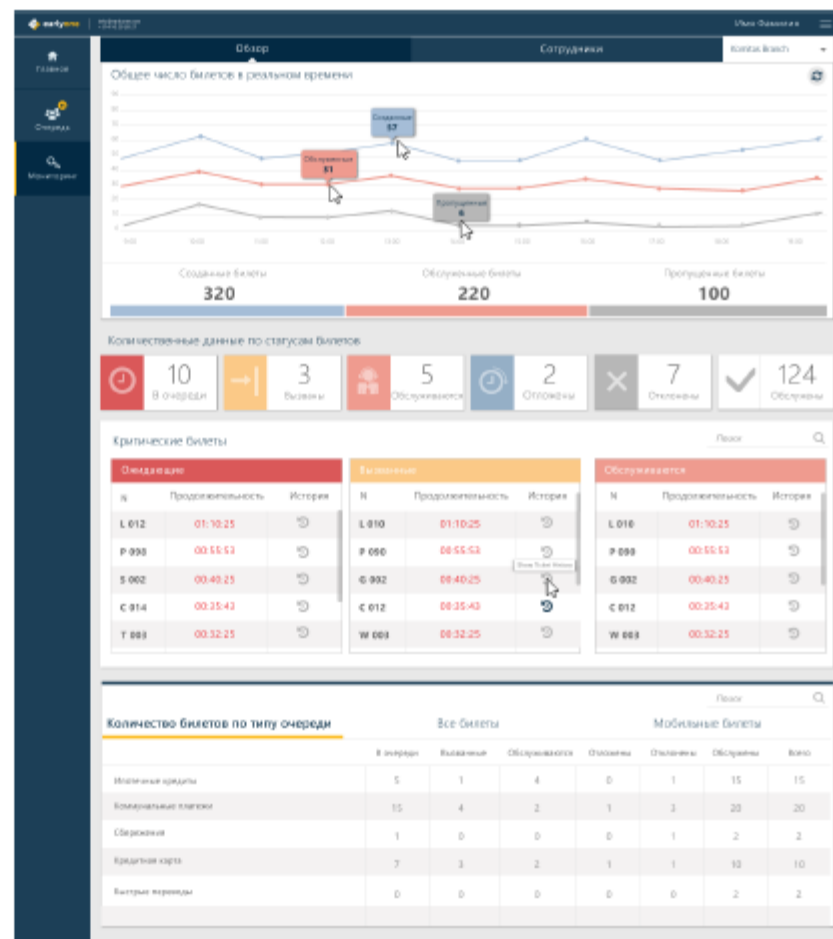 earlyone
Имя Фамилия
Главная
Очередь
Мониторинг
Обзор
Сотрудники
Komitas Branch
Общее число билетов в реальном времени
Созданные
57
Обслуженные
51
Пропущенные
6
Созданные билеты
320
Обслуженные билеты
220
Пропущенные билеты
100
Количественные данные по статусам билетов
10
В очереди
3
Вызваны
5
Обслуживаются
2
Отложены
7
Отклонены
124
Обслужены
Критические билеты
Поиск
Ожидающие
N Продолжительность История
L 012 01:10:25
P 098 00:55:53
S 002 00:40:25
C 014 00:35:43
T 003 00:32:25
Вызванные
N Продолжительность История
L 010 01:10:25
P 090 00:55:53
G 002 00:40:25
C 012 00:35:43
W 003 00:32:25
Обслуживаются
N Продолжительность История
L 010 01:10:25
P 090 00:55:53
G 002 00:40:25
C 012 00:35:43
W 003 00:32:25
Поиск
Количество билетов по типу очереди Все билеты Мобильные билеты
В очереди Вызванные Обслуживаются Отложены Отклонены Обслужены Всего
Ипотечные кредиты 5 1 4 0 1 15 15
Коммунальные платежи 15 4 2 1 3 20 20
Сбережения 1 0 0 0 1 2 2
Кредитная карта 7 3 2 1 1 10 10
Быстрые переводы 0 0 0 0 0 2 2